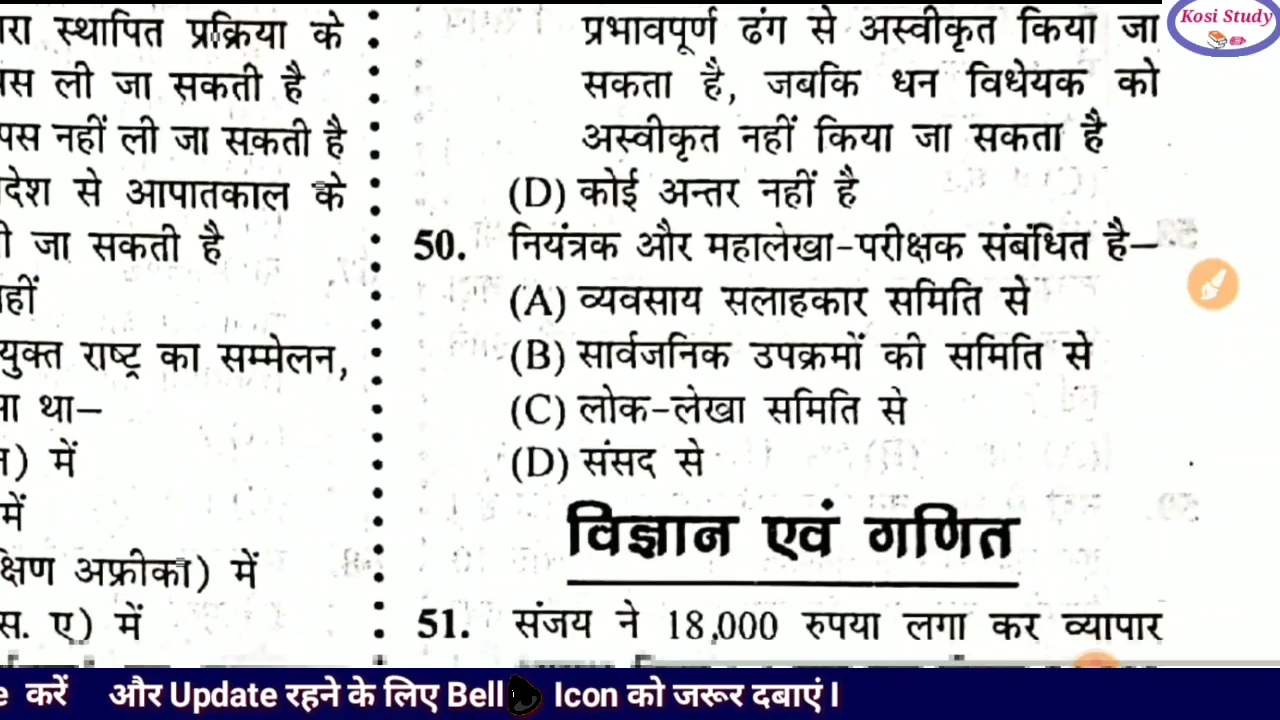 स्थापित प्रक्रिया के
ली जा सकती है
नहीं ली जा सकती है
से आपातकाल के
जा सकती है
राष्ट्र का सम्मेलन,
था–
में
में
अफ्रीका) में
स. ए) में
प्रभावपूर्ण ढंग से अस्वीकृत किया जा
सकता है, जबकि धन विधेयक को
अस्वीकृत नहीं किया जा सकता है
(D) कोई अन्तर नहीं है
50. नियंत्रक और महालेखा-परीक्षक संबंधित है–
(A) व्यवसाय सलाहकार समिति से
(B) सार्वजनिक उपक्रमों की समिति से
(C) लोक-लेखा समिति से
(D) संसद से
विज्ञान एवं गणित
51. संजय ने 18,000 रुपया लगा कर व्यापार
Kosi Study
करें और Update रहने के लिए Bell Icon को जरूर दबाएं।